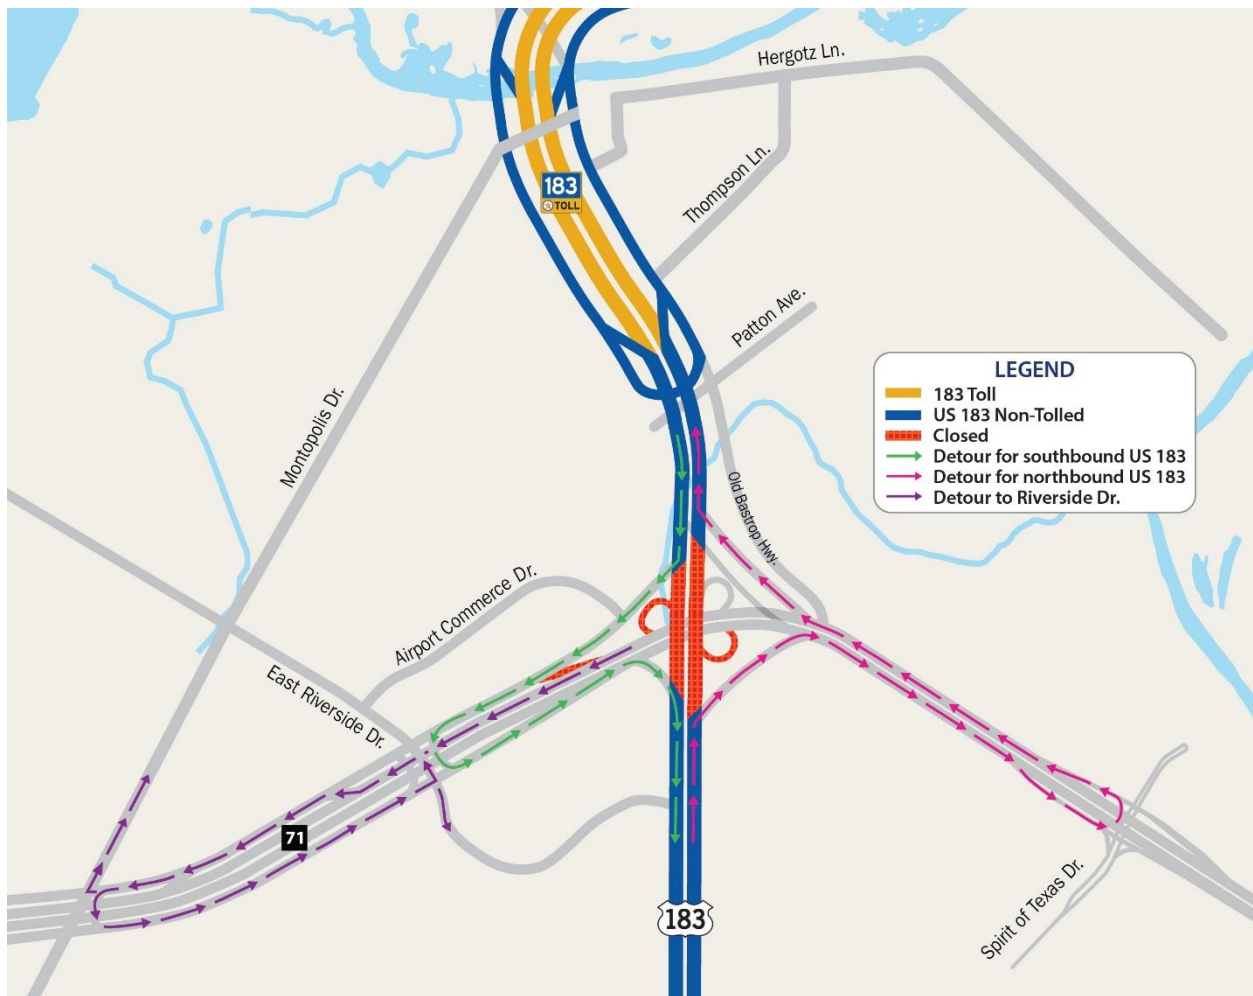 Hergotz Ln.
Thompson Ln.
183
TOLL
Patton Ave.
LEGEND
183 Toll
US 183 Non-Tolled
Closed
Detour for southbound US 183
Detour for northbound US 183
Detour to Riverside Dr.
Montopolis Dr.
Old Bastrop Hwy.
Airport Commerce Dr.
East Riverside Dr.
71
183
Spirit of Texas Dr.